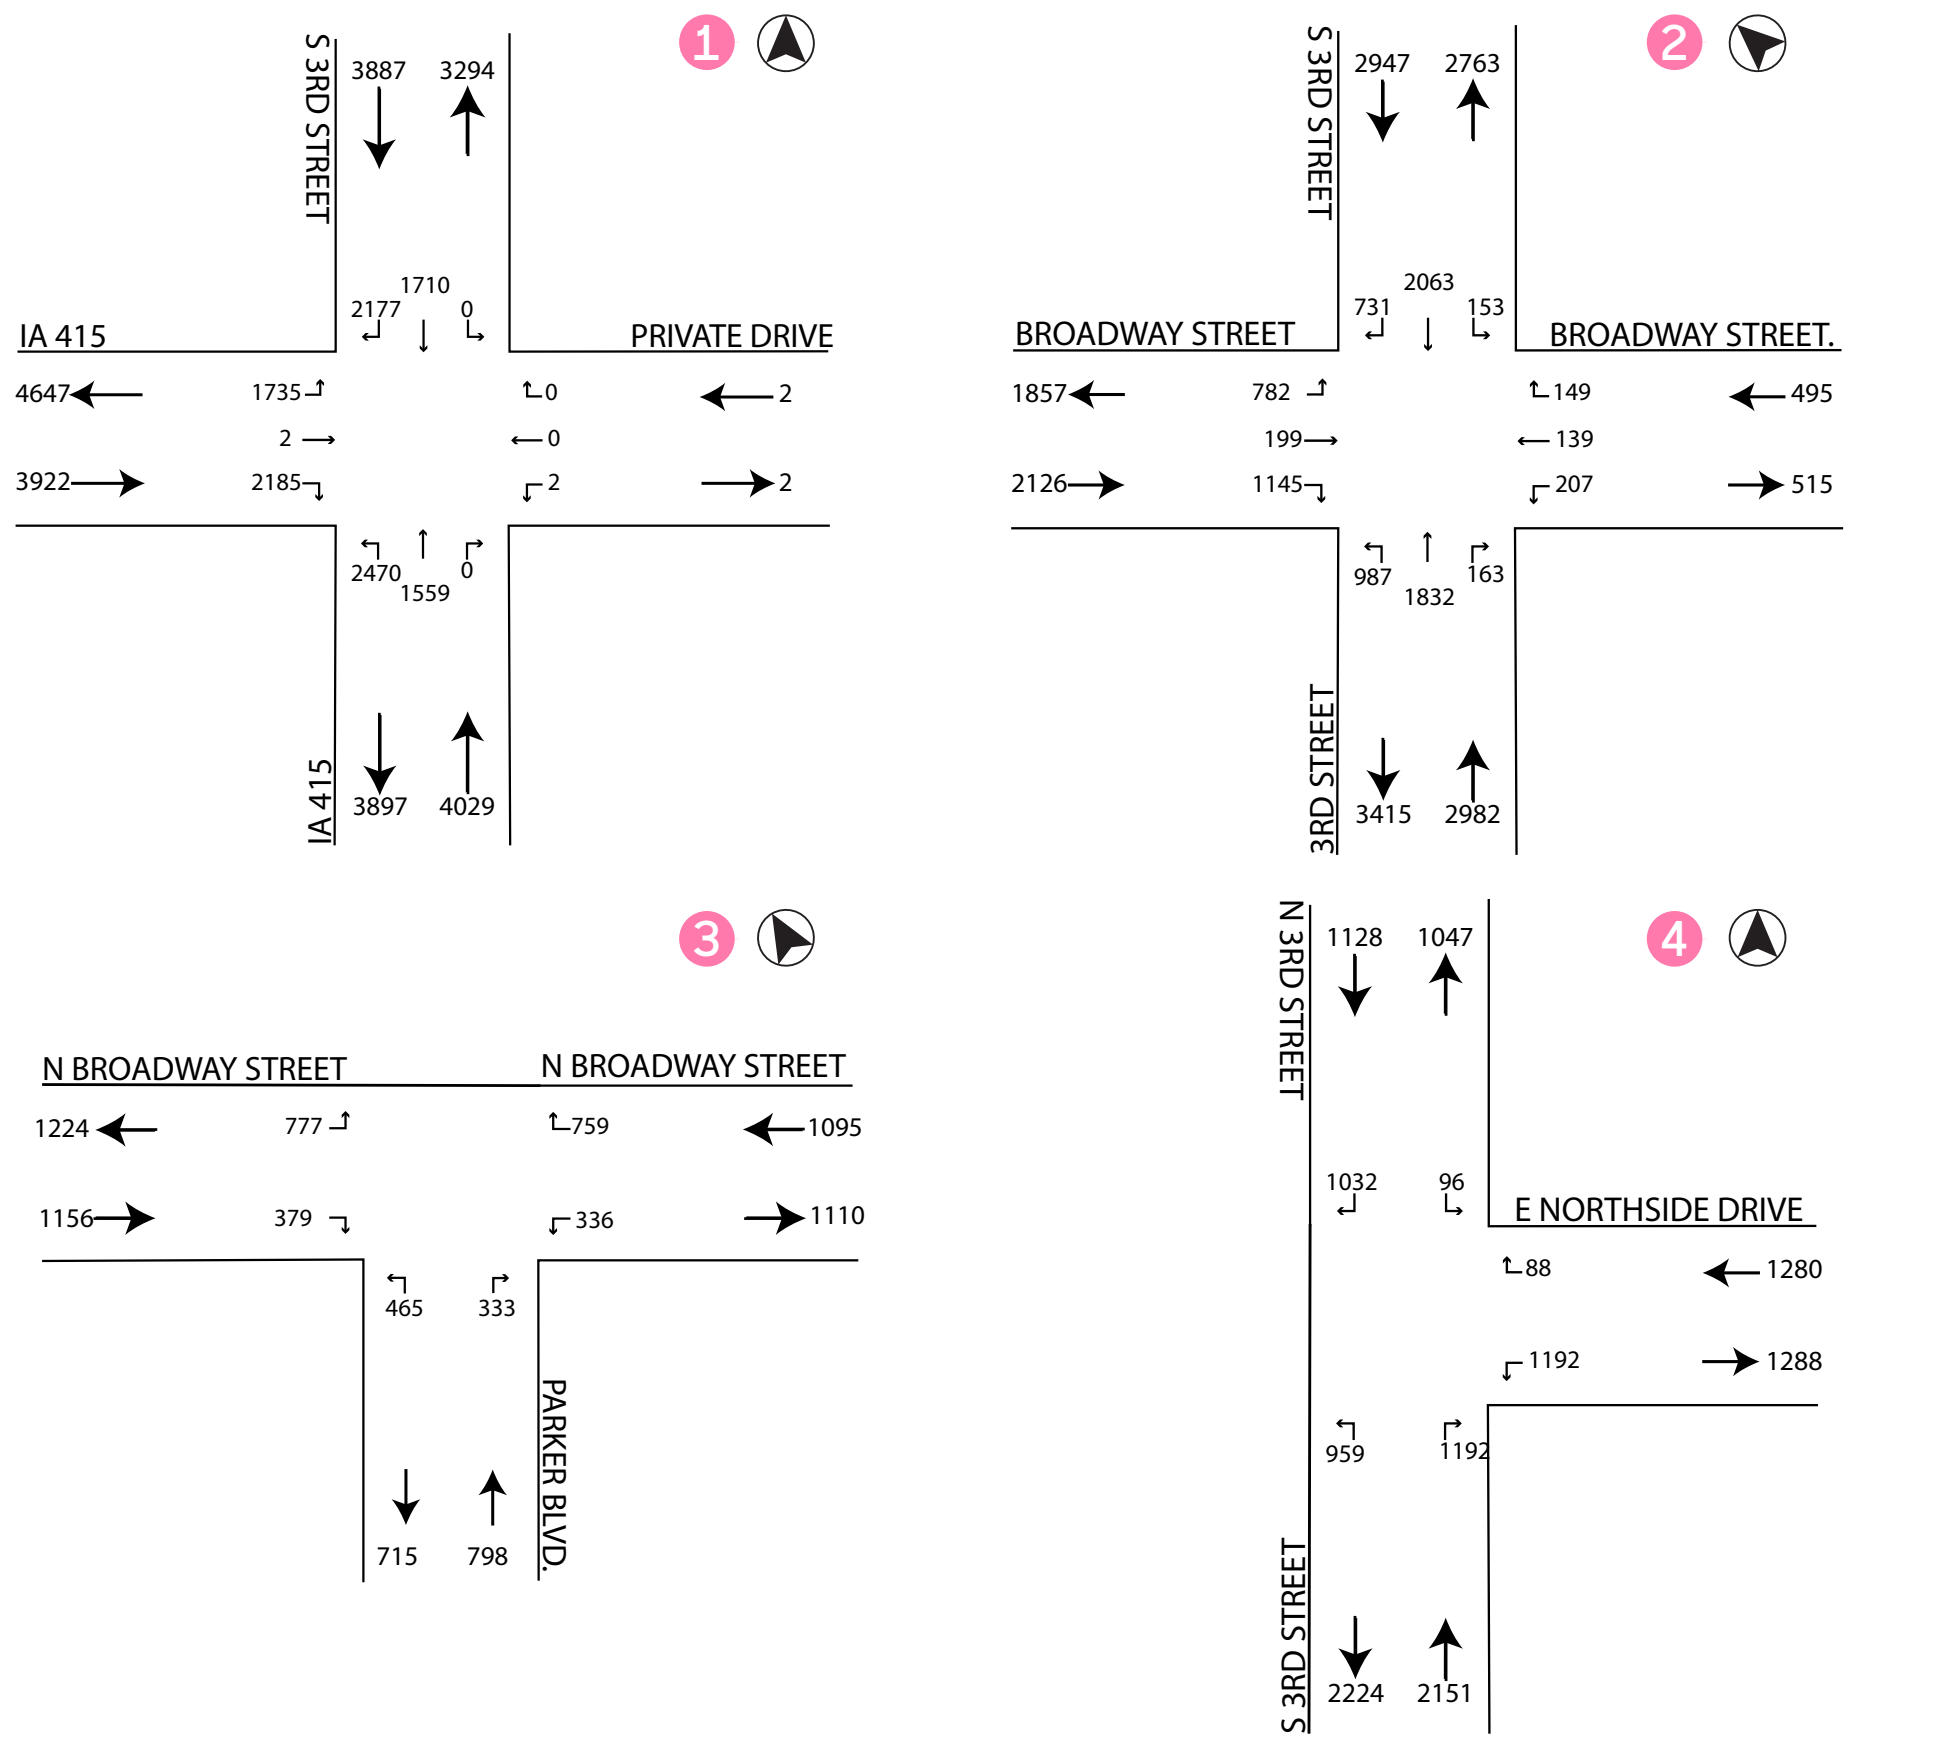 1
S 3RD STREET
3887 3294
1710
2177 0
IA 415
PRIVATE DRIVE
4647 1735 0 2
2 0
3922 2185 2 2
2470 0
1559
IA 415
3897 4029
2
S 3RD STREET
2947 2763
2063
731 153
BROADWAY STREET
BROADWAY STREET.
1857 782 149 495
199 139
2126 1145 207 515
987 163
1832
3RD STREET
3415 2982
3
N BROADWAY STREET
N BROADWAY STREET
1224 777 759 1095
1156 379 336 1110
465 333
PARKER BLVD.
715 798
4
N 3RD STREET
1128 1047
1032 96
E NORTHSIDE DRIVE
88 1280
1192 1288
959 1192
S 3RD STREET
2224 2151